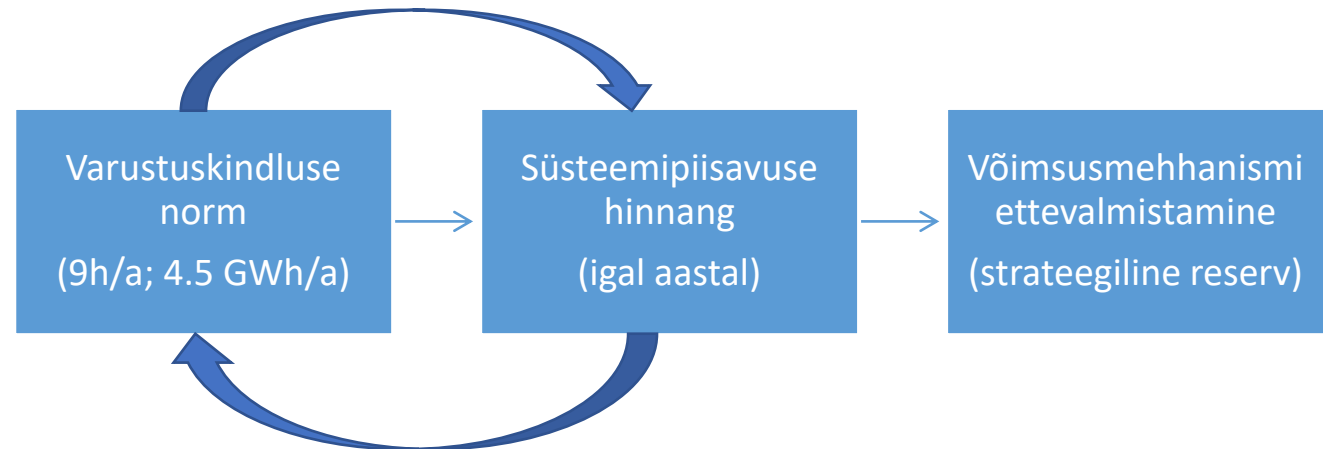 Varustuskindluse
norm
(9h/a; 4.5 GWh/a)
Süsteemipiisavuse
hinnang
(igal aastal)
Võimsusmehhanismi
ettevalmistamine
(strateegiline reserv)